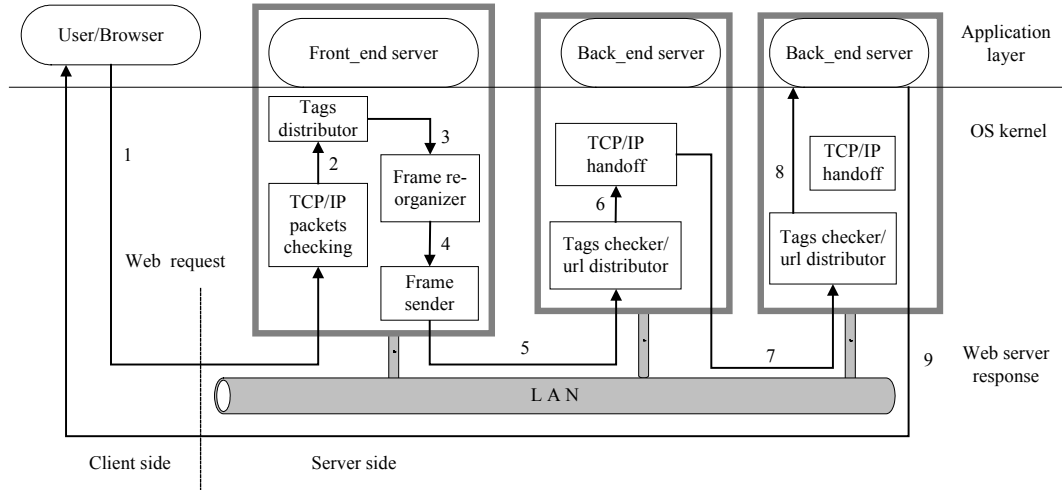 User/Browser
Front_end server
Back_end server
Back_end server
Application
layer
OS kernel
1
Tags
distributor
3
2
TCP/IP
packets
checking
Frame re-
organizer
4
Frame
sender
TCP/IP
handoff
6
Tags checker/
url distributor
8
TCP/IP
handoff
Tags checker/
url distributor
Web request
5
7
9
Web server
response
L A N
Client side
Server side